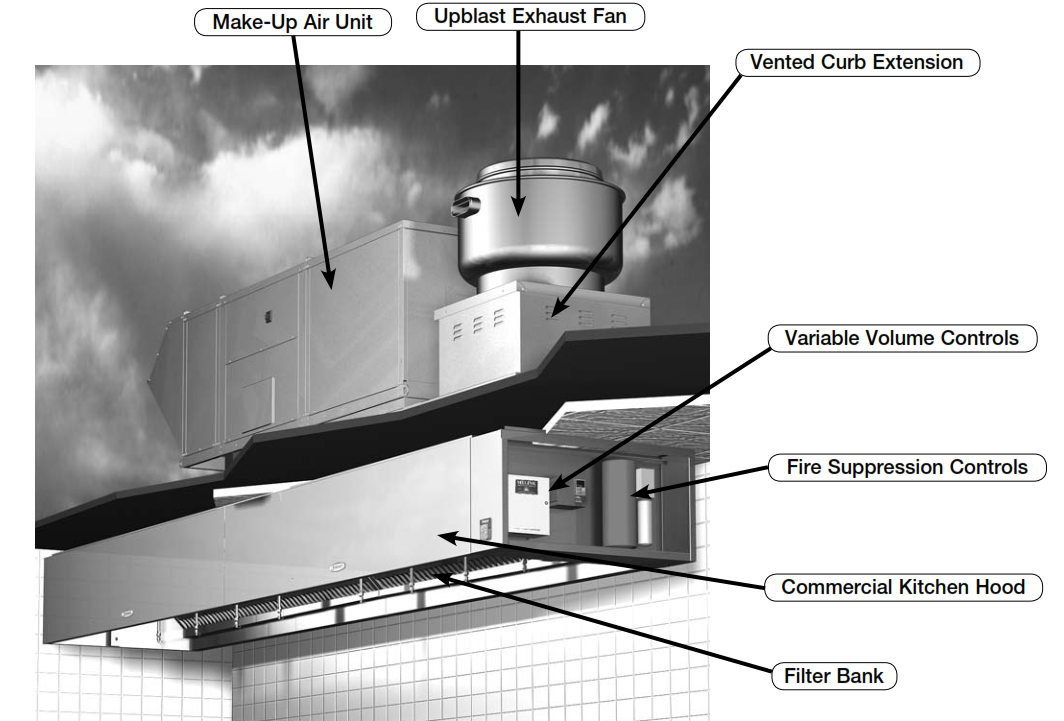 Make-Up Air Unit
Upblast Exhaust Fan
Vented Curb Extension
Variable Volume Controls
Fire Suppression Controls
Commercial Kitchen Hood
Filter Bank